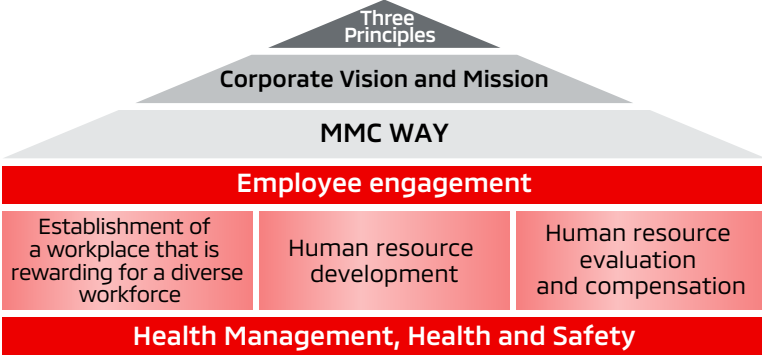 Three
Principles
Corporate Vision and Mission
MMC WAY
Employee engagement
Establishment of
a workplace that is
rewarding for a diverse
workforce
Human resource
development
Human resource
evaluation
and compensation
Health Management, Health and Safety